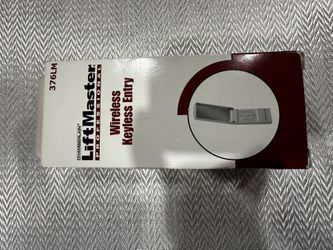 376LM
CHAMBERLAIN
LiftMaster
PROFESSIONAL
Wireless
Keyless Entry